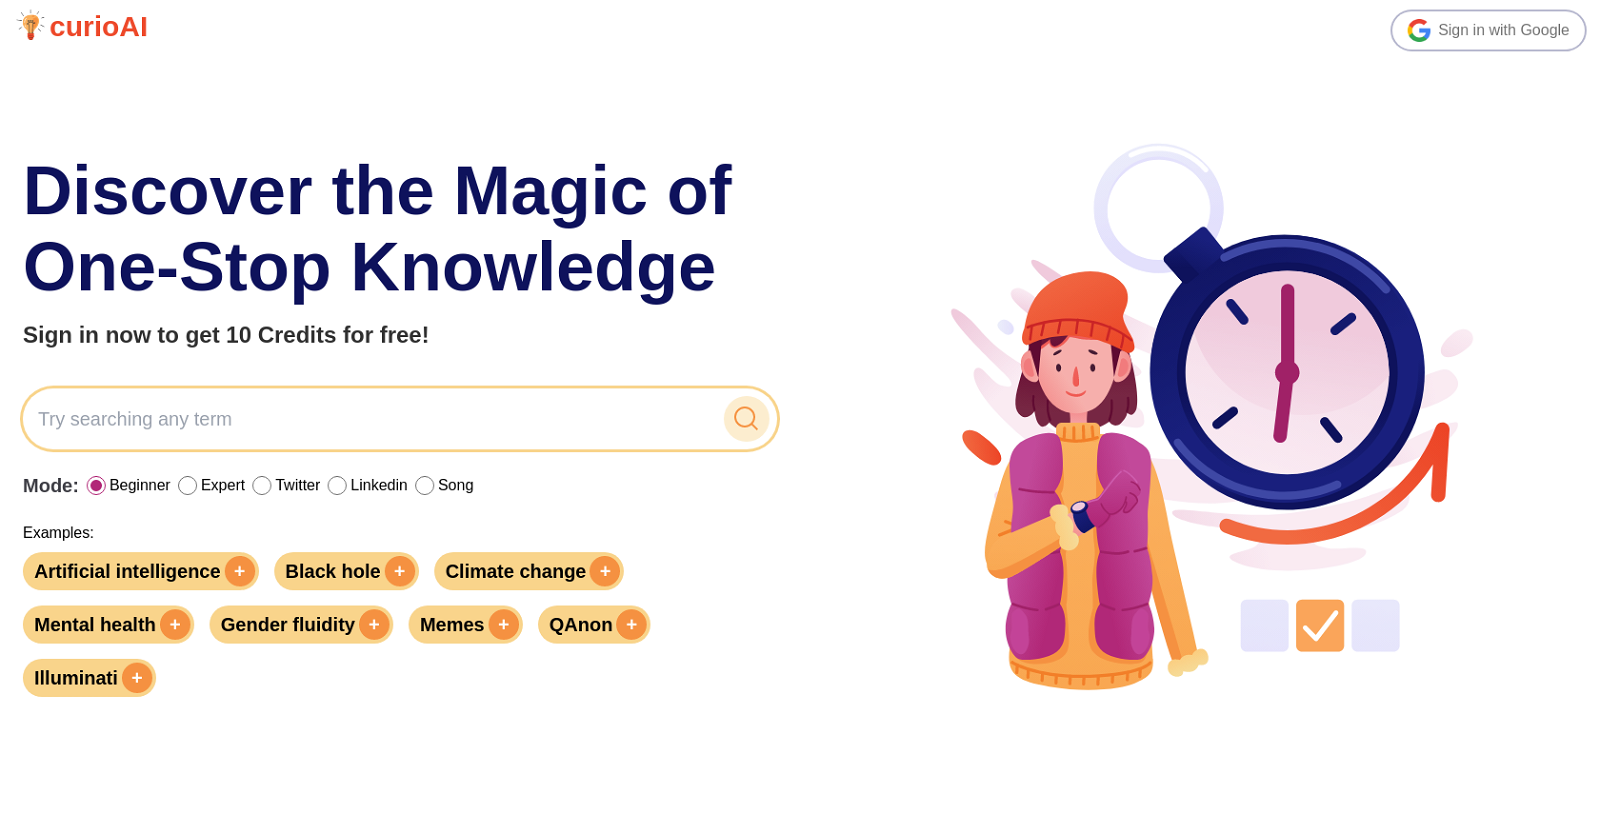 curioAI
Sign in with Google
Discover the Magic of
One-Stop Knowledge
Sign in now to get 10 Credits for free!
Try searching any term
Mode: Beginner Expert Twitter Linkedin Song
Examples:
Artificial intelligence + Black hole + Climate change +
Mental health + Gender fluidity + Memes + QAnon +
Illuminati +